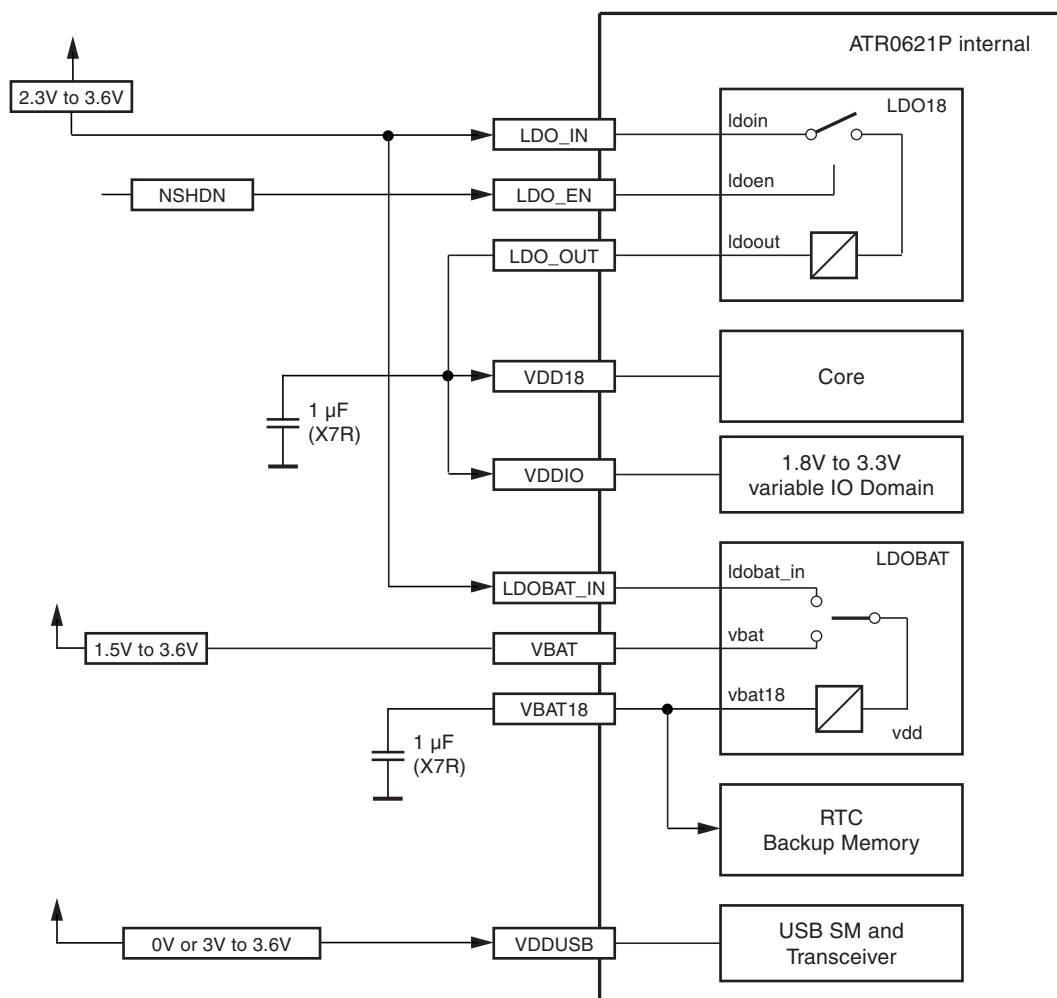 ATR0621P internal
2.3V to 3.6V
LDO18
LDO_IN
ldoin
NSHDN
LDO_EN
ldoen
LDO_OUT
ldoout
VDD18
Core
1 µF
(X7R)
VDDIO
1.8V to 3.3V
variable IO Domain
LDOBAT
LDOBAT_IN
ldobat_in
1.5V to 3.6V
VBAT
vbat
VBAT18
vbat18
vdd
1 µF
(X7R)
RTC
Backup Memory
0V or 3V to 3.6V
VDDUSB
USB SM and
Transceiver